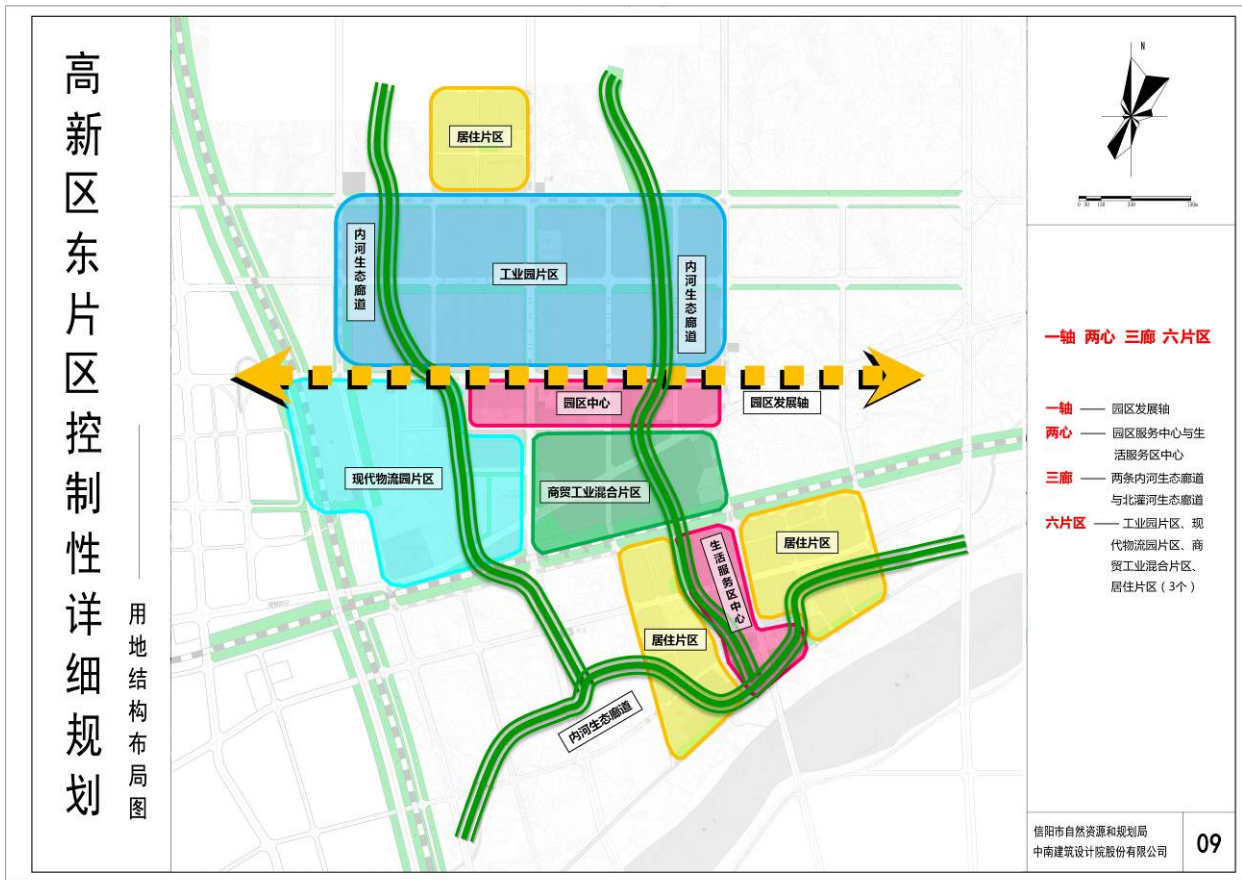 高新区东片区控制性详细规划
用地结构布局图
居住片区
内河生态廊道
工业园片区
内河生态廊道
园区中心
园区发展轴
现代物流园片区
商贸工业混合片区
生活服务区中心
居住片区
居住片区
内河生态廊道
N
一轴 两心 三廊 六片区
一轴 —— 园区发展轴
两心 —— 园区服务中心与生
活服务区中心
三廊 —— 两条内河生态廊道
与北灌河生态廊道
六片区 —— 工业园片区、现
代物流园片区、商
贸工业混合片区、
居住片区（3个）
信阳市自然资源和规划局
中南建筑设计院股份有限公司
09